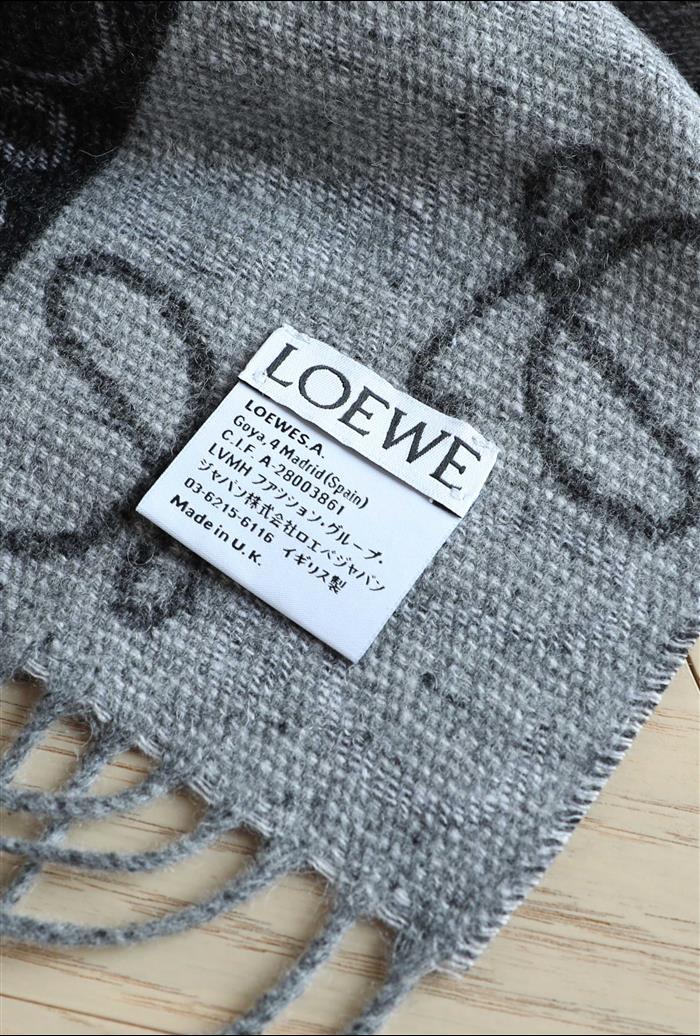 LOEWE
LOEWES.A.
Goya, 4 Madrid(Spain)
C.I.F. A-28003861
LVMH ファッション・グループ・
ジャパン株式会社ロエベジャパン
03-6215-6116 イギリス製
Made in U.K.